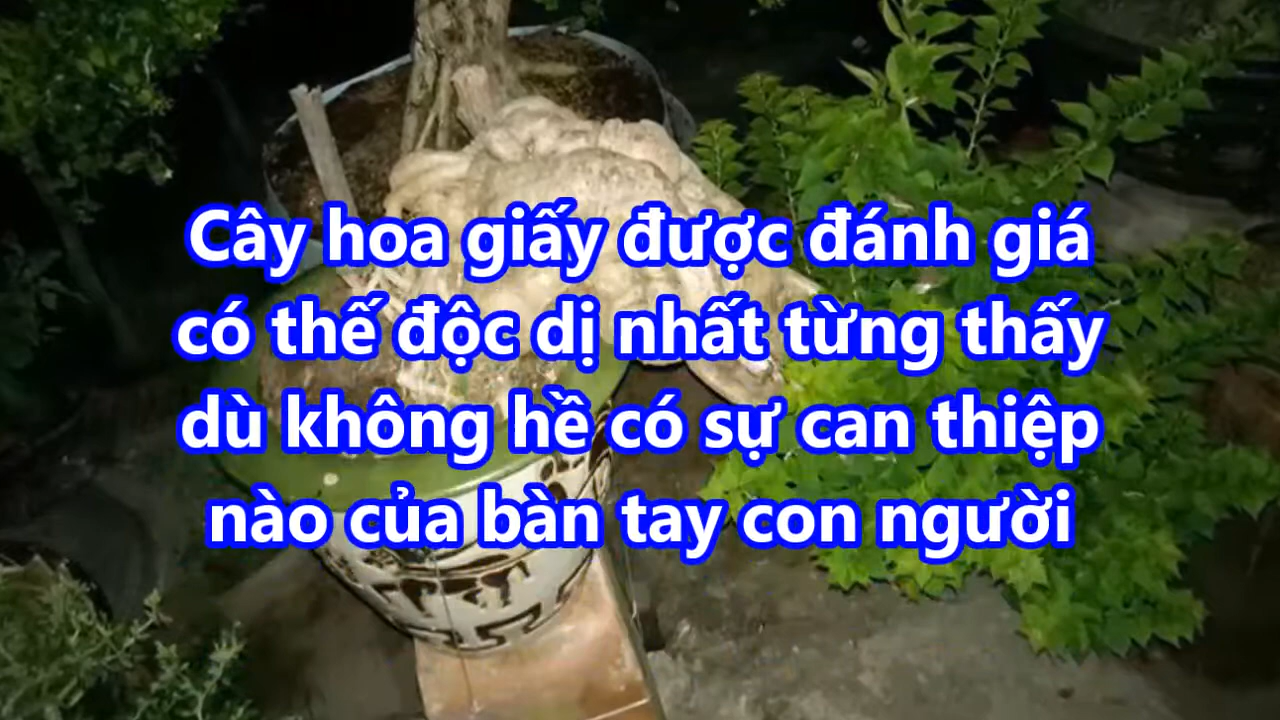 Cây hoa giấy được đánh giá
có thế độc dị nhất từng thấy
dù không hề có sự can thiệp
nào của bàn tay con người